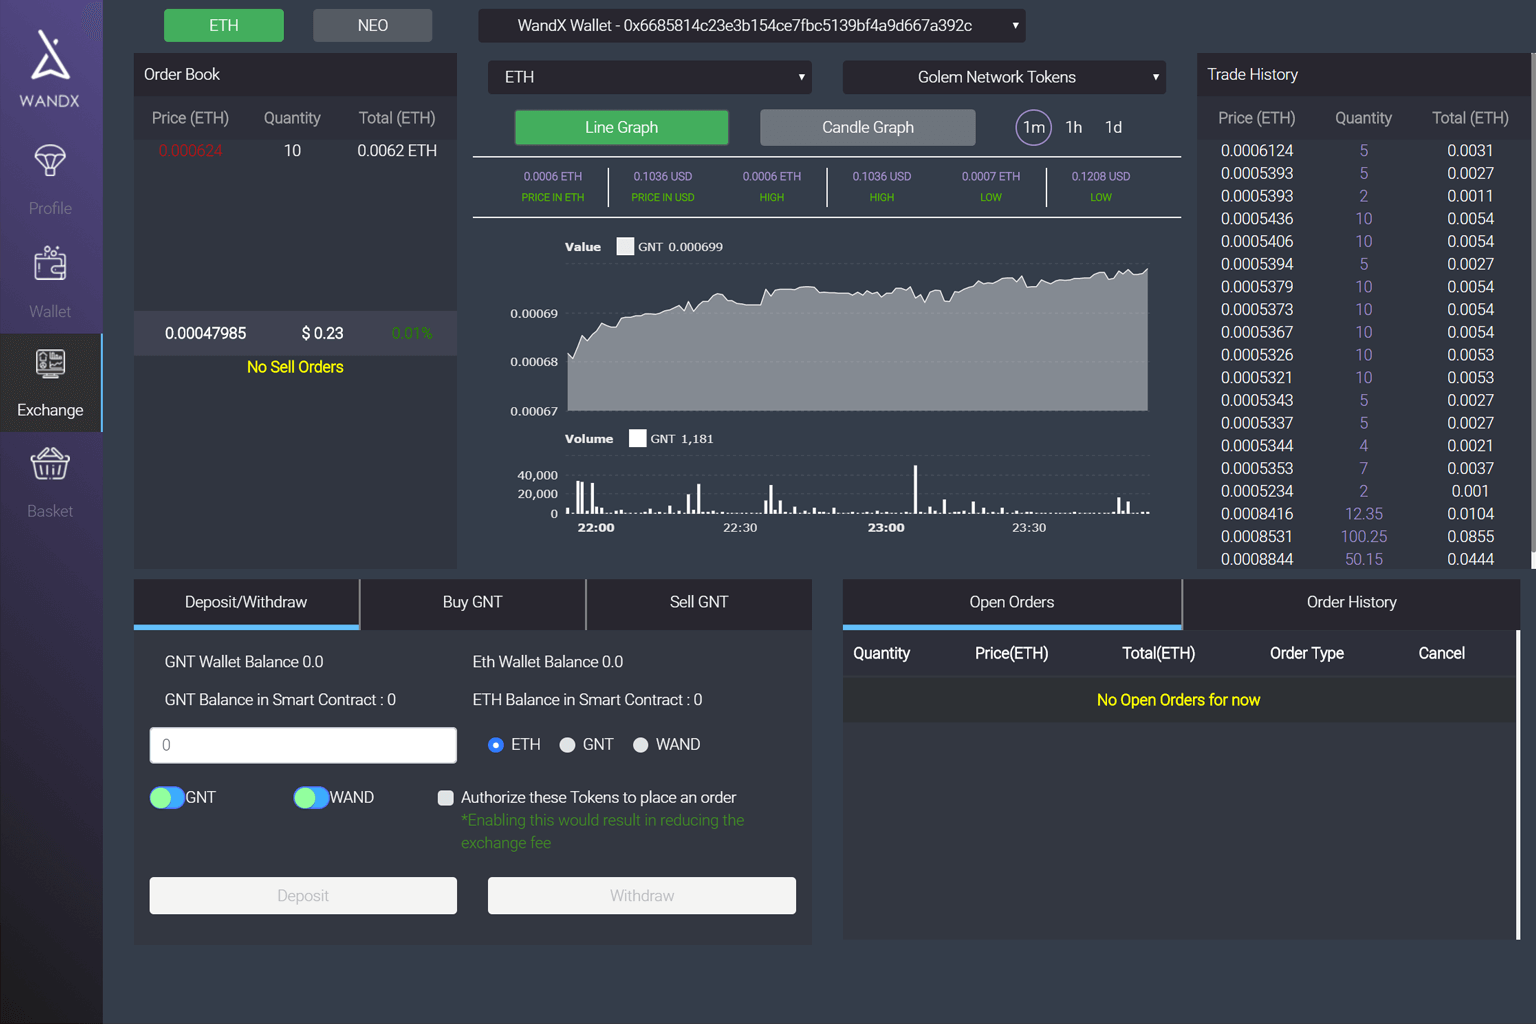 WANDX
Profile
Wallet
Exchange
Basket
ETH
NEO
WandX Wallet - 0x6685814c23e3b154ce7fbc5139bf4a9d667a392c
Order Book
Price (ETH) Quantity Total (ETH)
0.000624 10 0.0062 ETH
0.00047985 $ 0.23 0.01%
No Sell Orders
ETH
Golem Network Tokens
Line Graph
Candle Graph
1m 1h 1d
0.0006 ETH 0.1036 USD 0.0006 ETH 0.1036 USD 0.0007 ETH 0.1208 USD
PRICE IN ETH PRICE IN USD HIGH HIGH LOW LOW
Value GNT 0.000699
0.00069
0.00068
0.00067
Volume GNT 1,181
40,000
20,000
0
22:00 22:30 23:00 23:30
Trade History
Price (ETH) Quantity Total (ETH)
0.0006124 5 0.0031
0.0005393 5 0.0027
0.0005393 2 0.0011
0.0005436 10 0.0054
0.0005406 10 0.0054
0.0005394 5 0.0027
0.0005379 10 0.0054
0.0005373 10 0.0054
0.0005367 10 0.0054
0.0005326 10 0.0053
0.0005321 10 0.0053
0.0005343 5 0.0027
0.0005337 5 0.0027
0.0005344 4 0.0021
0.0005353 7 0.0037
0.0005234 2 0.001
0.0008416 12.35 0.0104
0.0008531 100.25 0.0855
0.0008844 50.15 0.0444
Deposit/Withdraw Buy GNT Sell GNT
GNT Wallet Balance 0.0 Eth Wallet Balance 0.0
GNT Balance in Smart Contract : 0 ETH Balance in Smart Contract : 0
0 ETH GNT WAND
GNT WAND Authorize these Tokens to place an order
*Enabling this would result in reducing the
exchange fee
Deposit Withdraw
Open Orders Order History
Quantity Price(ETH) Total(ETH) Order Type Cancel
No Open Orders for now